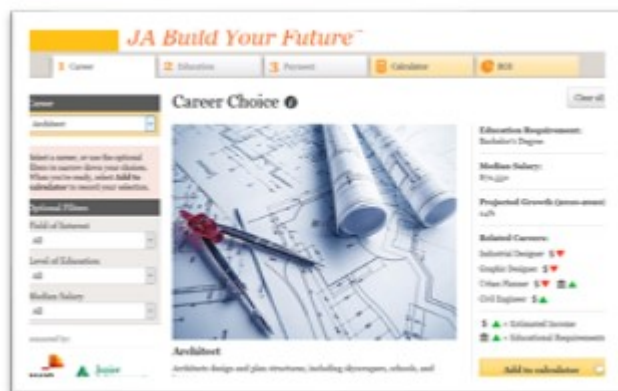 JA Build Your Future™
1 Career
2 Education
3 Payment
Calculator
ROI
Career
Career Choice
Clear all
Architect
Select a career, or use the optional
filters to narrow down your choices.
When you're ready, select Add to
calculator to record your selection.
Optional Filters
Field of Interest
All
Level of Education
All
Median Salary
All
Education Requirement:
Bachelor's Degree
Median Salary:
Projected Growth (2010-2020)
24%
Related Careers:
Industrial Designer $
Graphic Designer $
Urban Planner $
Civil Engineer $
$ = Estimated Income
= Educational Requirements
Add to calculator
Architect
Architects design and plan structures, including skyscrapers, schools, and
Junior